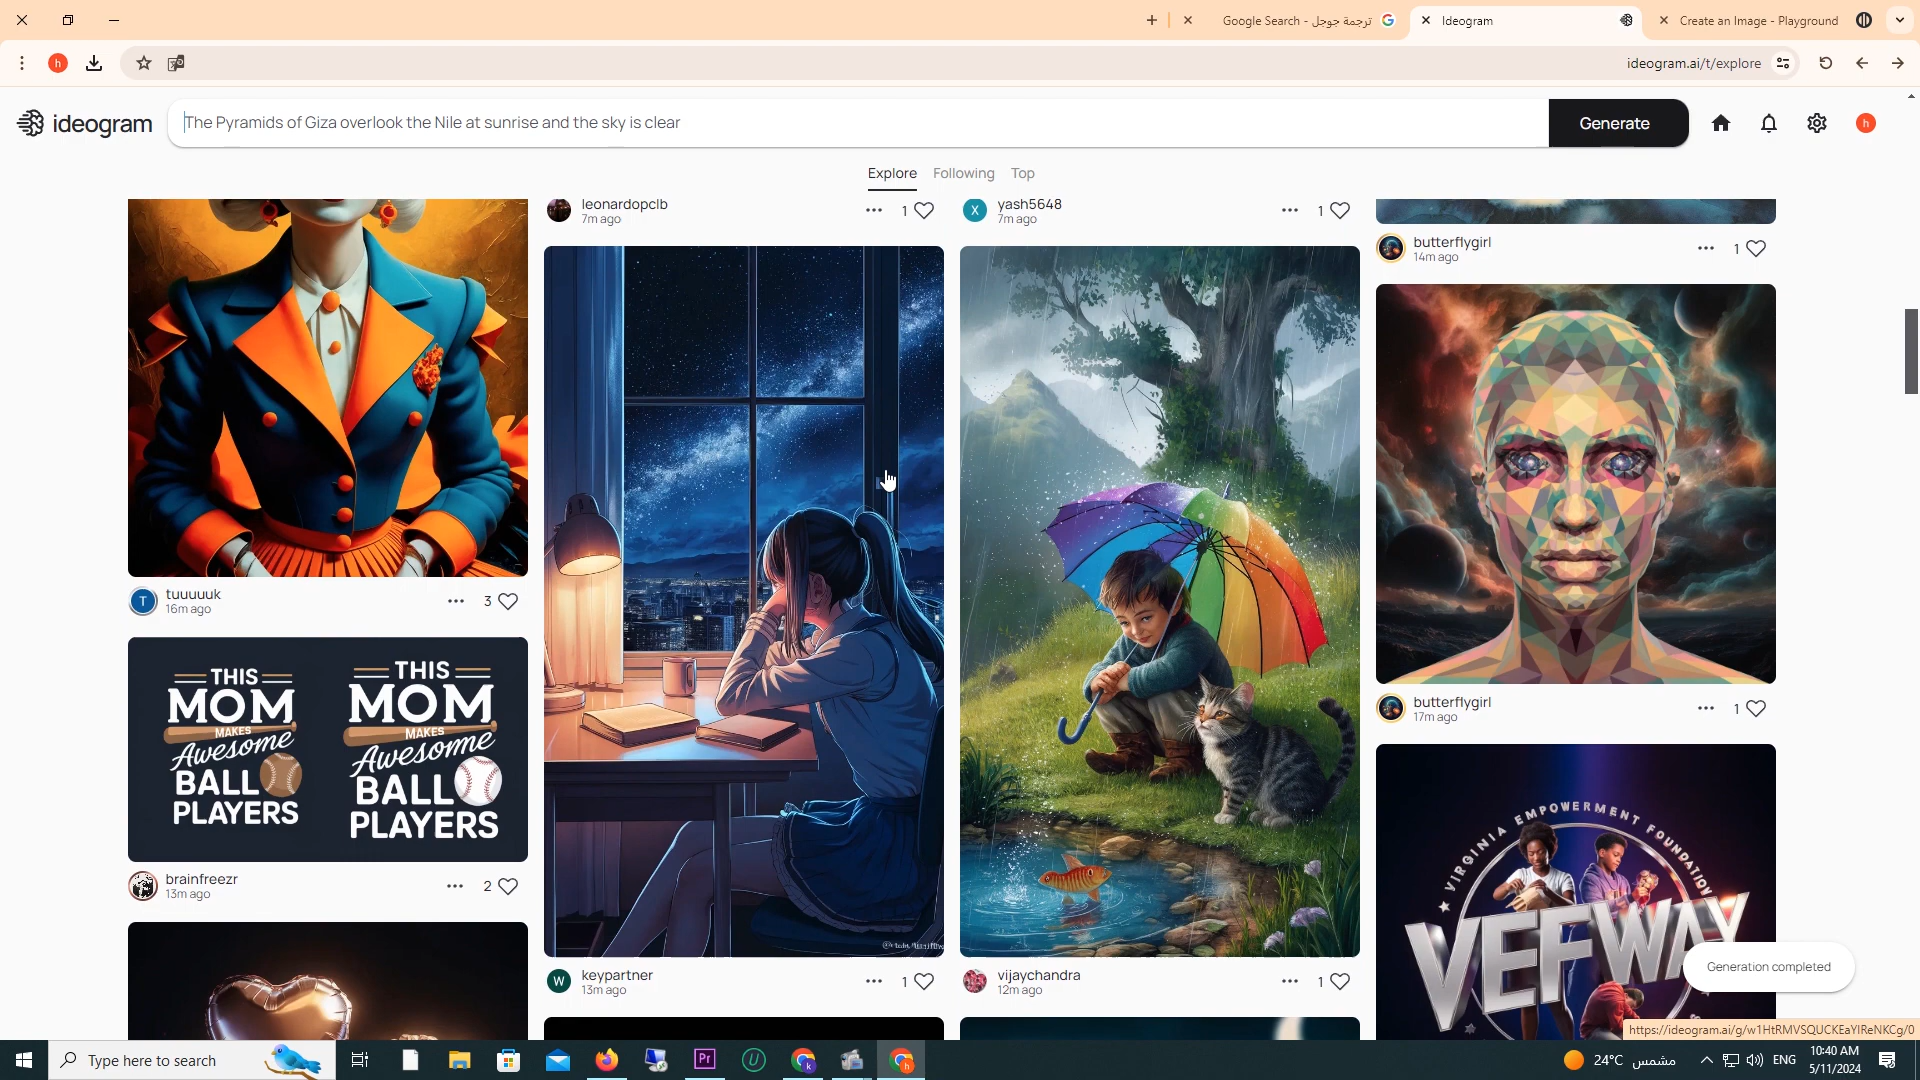 Google Search - ترجمة جوجل
Ideogram
Create an Image - Playground
h
ideogram.ai/t/explore
ideogram
The Pyramids of Giza overlook the Nile at sunrise and the sky is clear
Generate
h
Explore
Following
Top
leonardopclb
7m ago
1
X
yash5648
7m ago
1
butterflygirl
14m ago
1
T
tuuuuuk
16m ago
3
THIS
MOM
MAKES
Awesome
BALL
PLAYERS
THIS
MOM
MAKES
Awesome
BALL
PLAYERS
brainfreezr
13m ago
2
W
keypartner
13m ago
1
vijaychandra
12m ago
1
butterflygirl
17m ago
1
VIRGINIA EMPOWERMENT FOUNDATION
VEFWAY
Generation completed
https://ideogram.ai/g/w1HtRMVSQUCKEaYlReNKCg/0
Type here to search
Pr
U
k
h
24°C مشمس
ENG
10:40 AM
5/11/2024